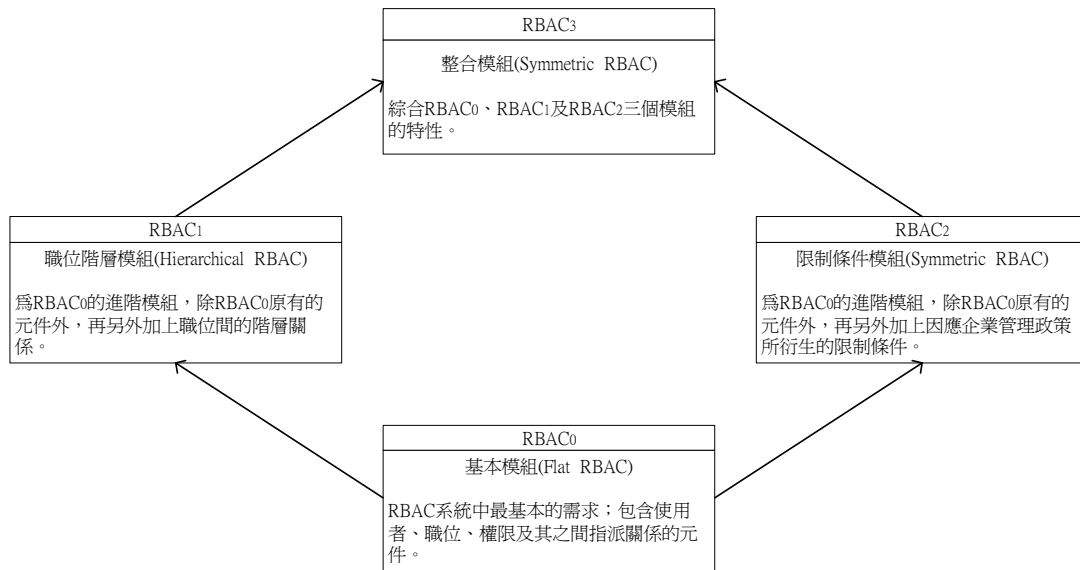 RBAC3
整合模組(Symmetric RBAC)
綜合RBAC0、RBAC1及RBAC2三個模組
的特性。
RBAC1
職位階層模組(Hierarchical RBAC)
為RBAC0的進階模組，除RBAC0原有的
元件外，再另外加上職位間的階層關
係。
RBAC2
限制條件模組(Symmetric RBAC)
為RBAC0的進階模組，除RBAC0原有的
元件外，再另外加上因應企業管理政策
所衍生的限制條件。
RBAC0
基本模組(Flat RBAC)
RBAC系統中最基本的需求；包含使用
者、職位、權限及其之間指派關係的元
件。